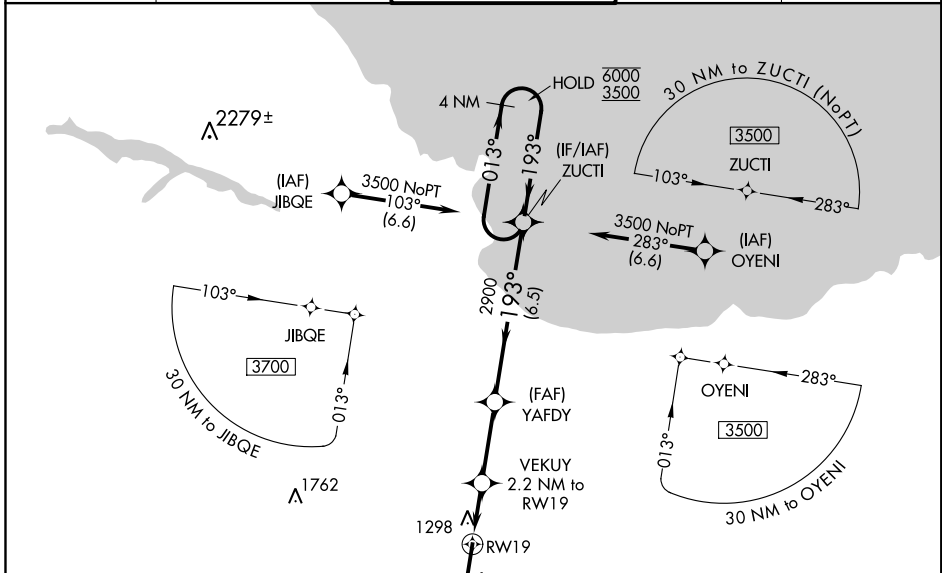 HOLD 6000
3500
4 NM
013°
193°
(IF/IAF)
ZUCTI
30 NM to ZUCTI (NoPT)
3500
ZUCTI
103°
283°
2279±
(IAF)
JIBQE
3500 NoPT
103°
(6.6)
3500 NoPT
283°
(6.6)
(IAF)
OYENI
2900
193°
(6.5)
103°
JIBQE
3700
013°
30 NM to JIBQE
(FAF)
YAFDY
OYENI
283°
3500
013°
30 NM to OYENI
VEKUY
2.2 NM to
RW19
1762
1298
RW19